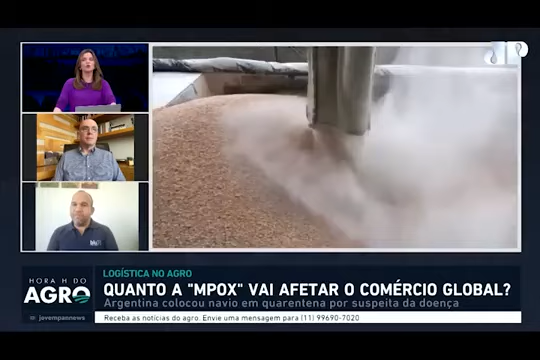 LOGÍSTICA NO AGRO
HORA H DO
AGRO
QUANTO A "MPOX" VAI AFETAR O COMÉRCIO GLOBAL?
Argentina colocou navio em quarentena por suspeita da doença
jovempannews
Receba as notícias do agro. Envie uma mensagem para (11) 99690-7020